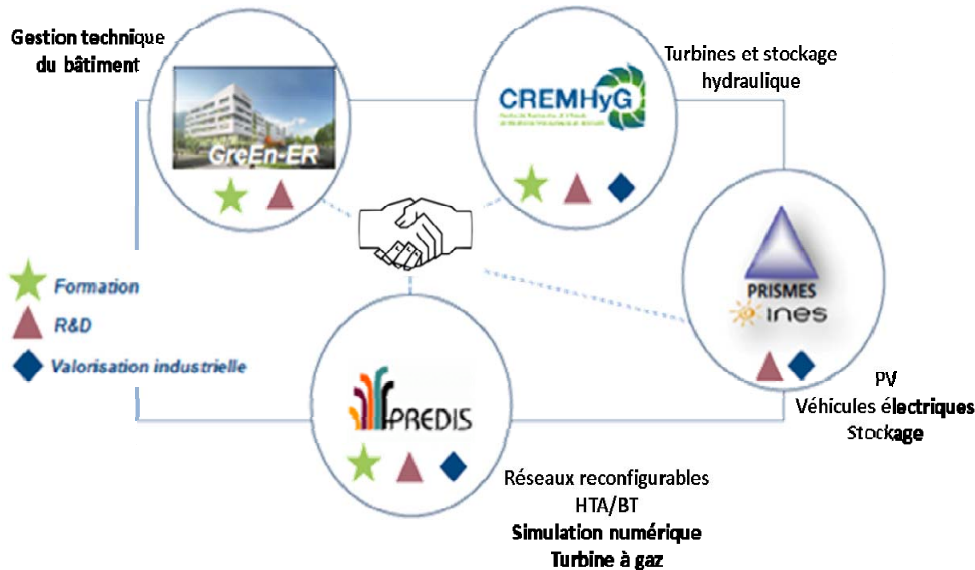 Gestion technique
du bâtiment
GreEn-ER
CREMHyG
Turbines et stockage
hydraulique
PRISMES
ines
PV
Véhicules électriques
Stockage
Formation
R&D
Valorisation industrielle
PREDIS
Réseaux reconfigurables
HTA/BT
Simulation numérique
Turbine à gaz